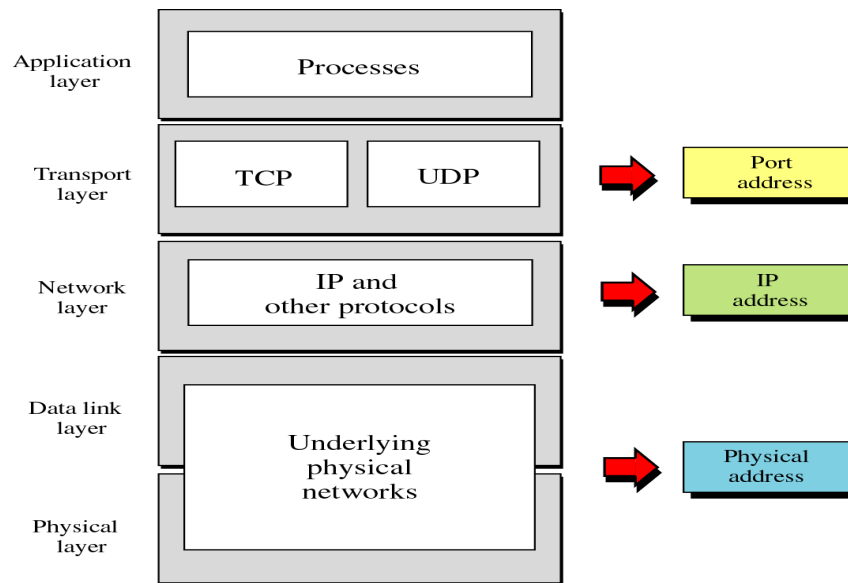 Application
layer
Processes
Transport
layer
TCP
UDP
Port
address
Network
layer
IP and
other protocols
IP
address
Data link
layer
Underlying
physical
networks
Physical
address
Physical
layer